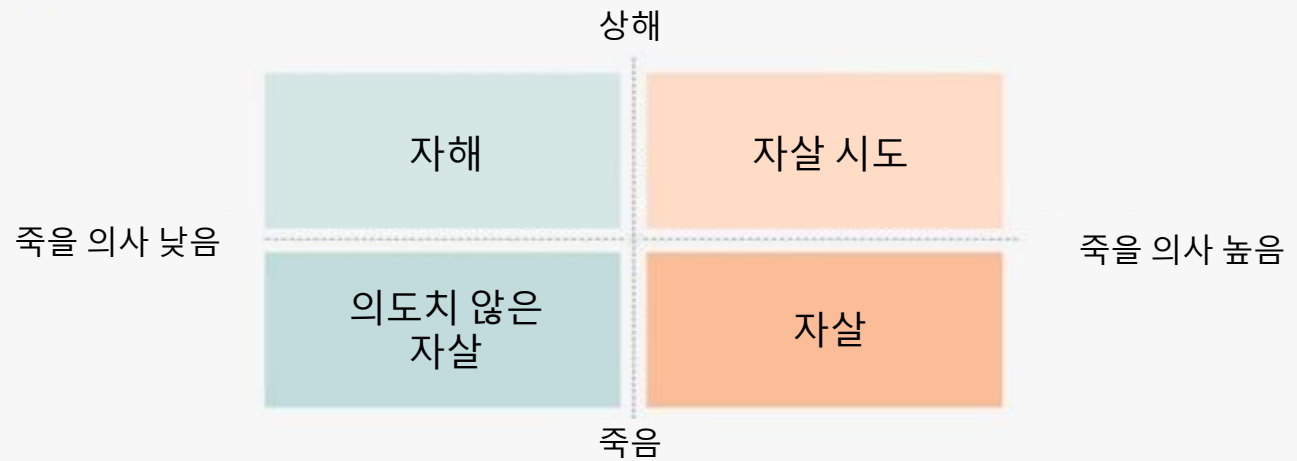 상해
자해
자살 시도
죽을 의사 낮음
죽을 의사 높음
의도치 않은
자살
자살
죽음